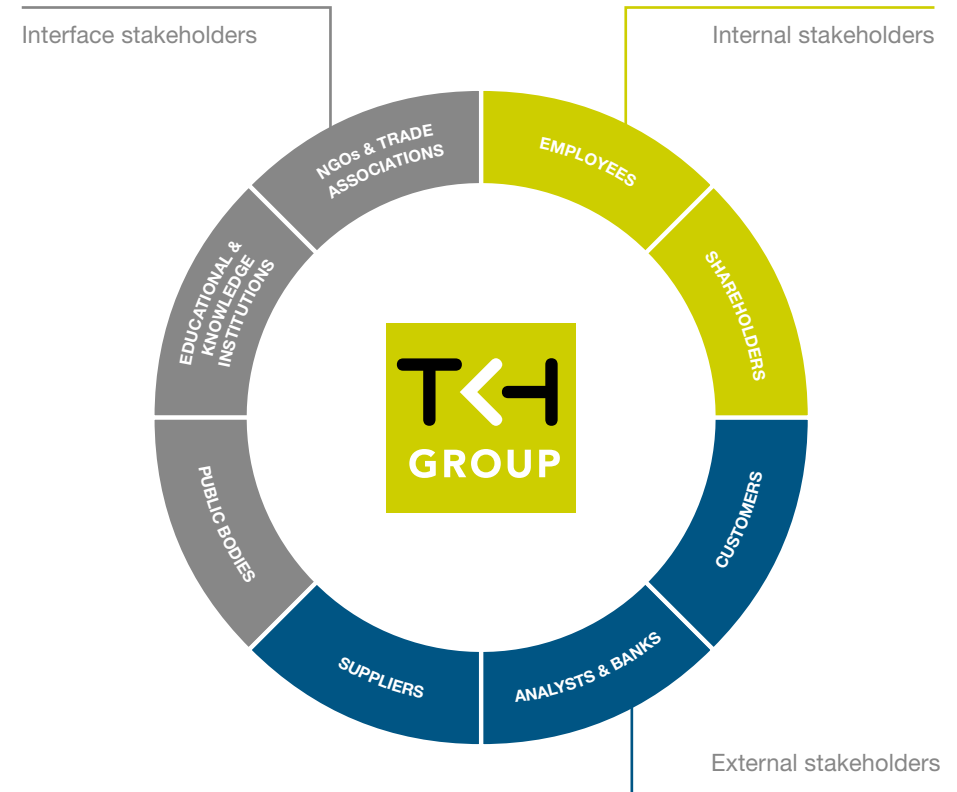 Interface stakeholders
Internal stakeholders
NGOs & TRADE
ASSOCIATIONS
EMPLOYEES
EDUCATIONAL &
KNOWLEDGE
INSTITUTIONS
SHAREHOLDERS
TKH
GROUP
PUBLIC BODIES
CUSTOMERS
SUPPLIERS
ANALYSTS & BANKS
External stakeholders